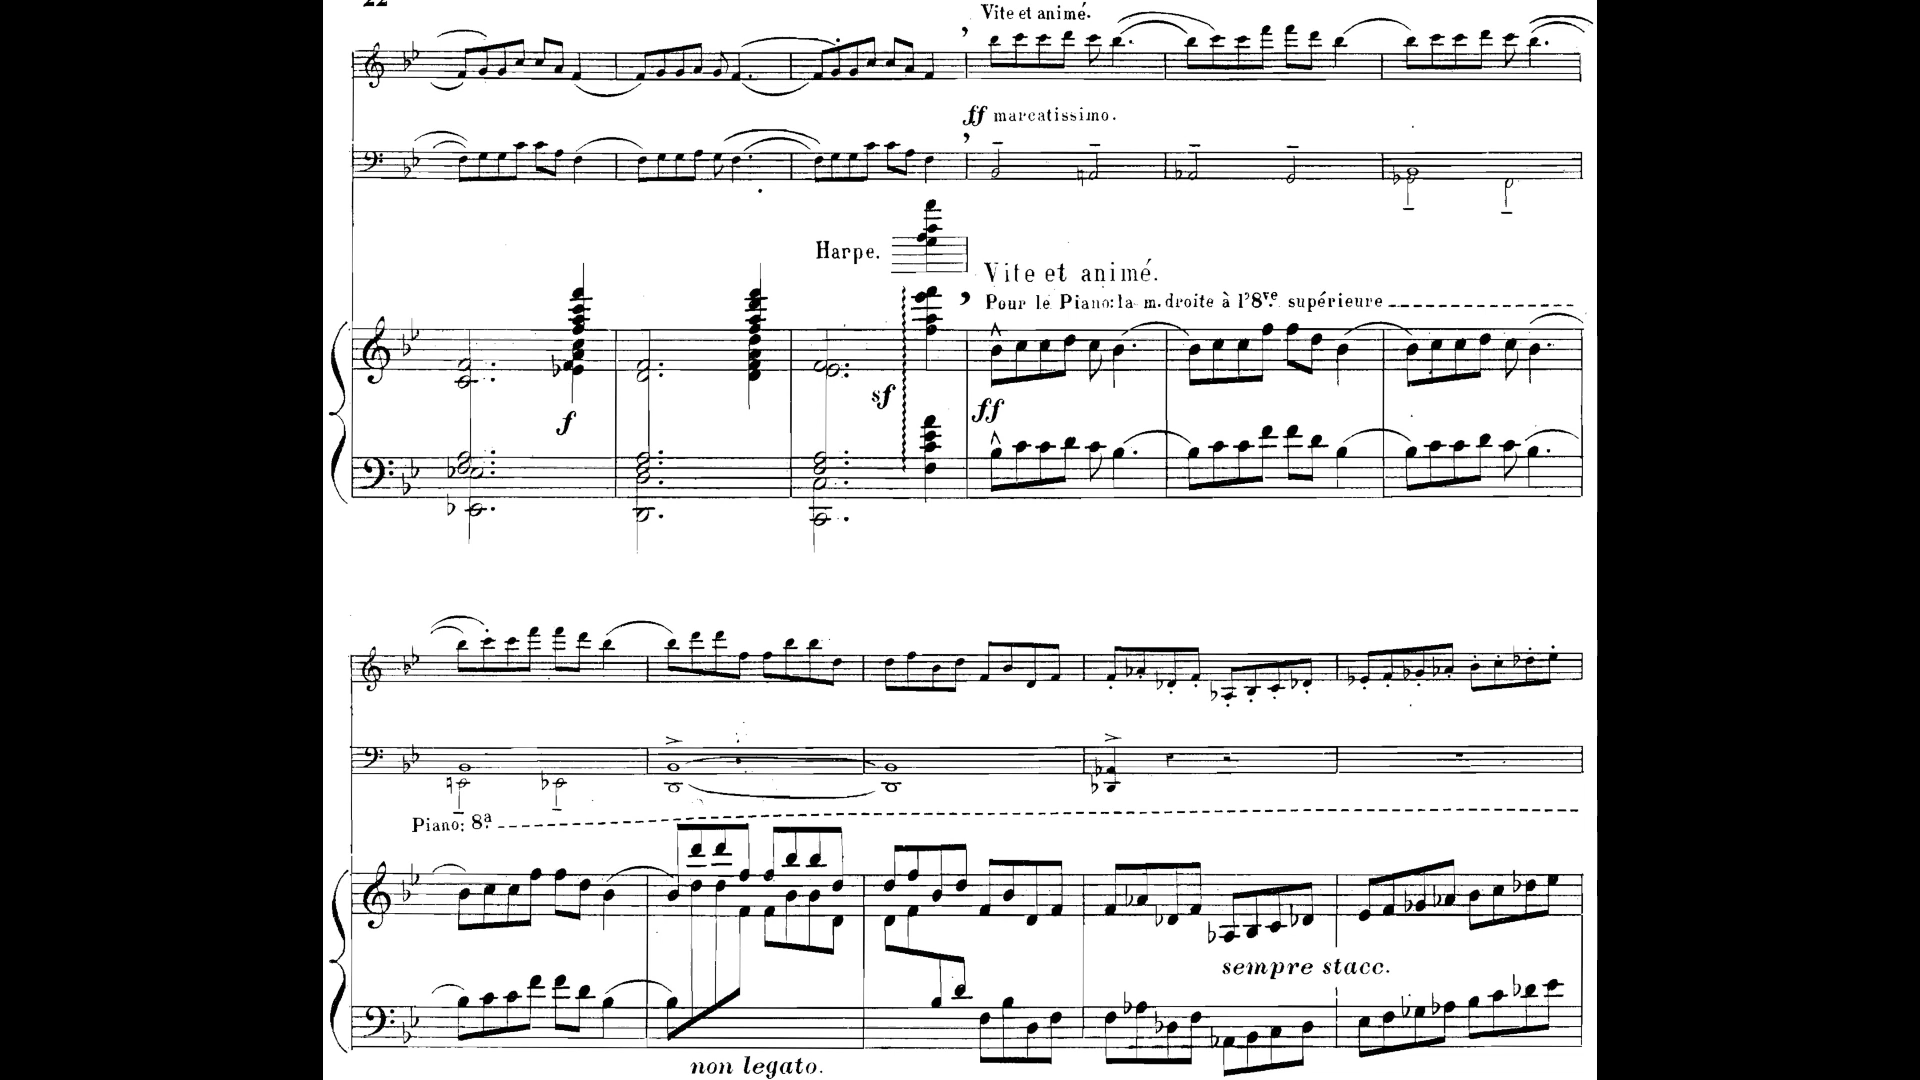 22
Vite et animé.
ff marcatissimo.
Harpe.
Vite et animé.
Pour le Piano: la m. droite à l'8ve supérieure
f
sf
ff
Piano: 8a
sempre stacc.
non legato.